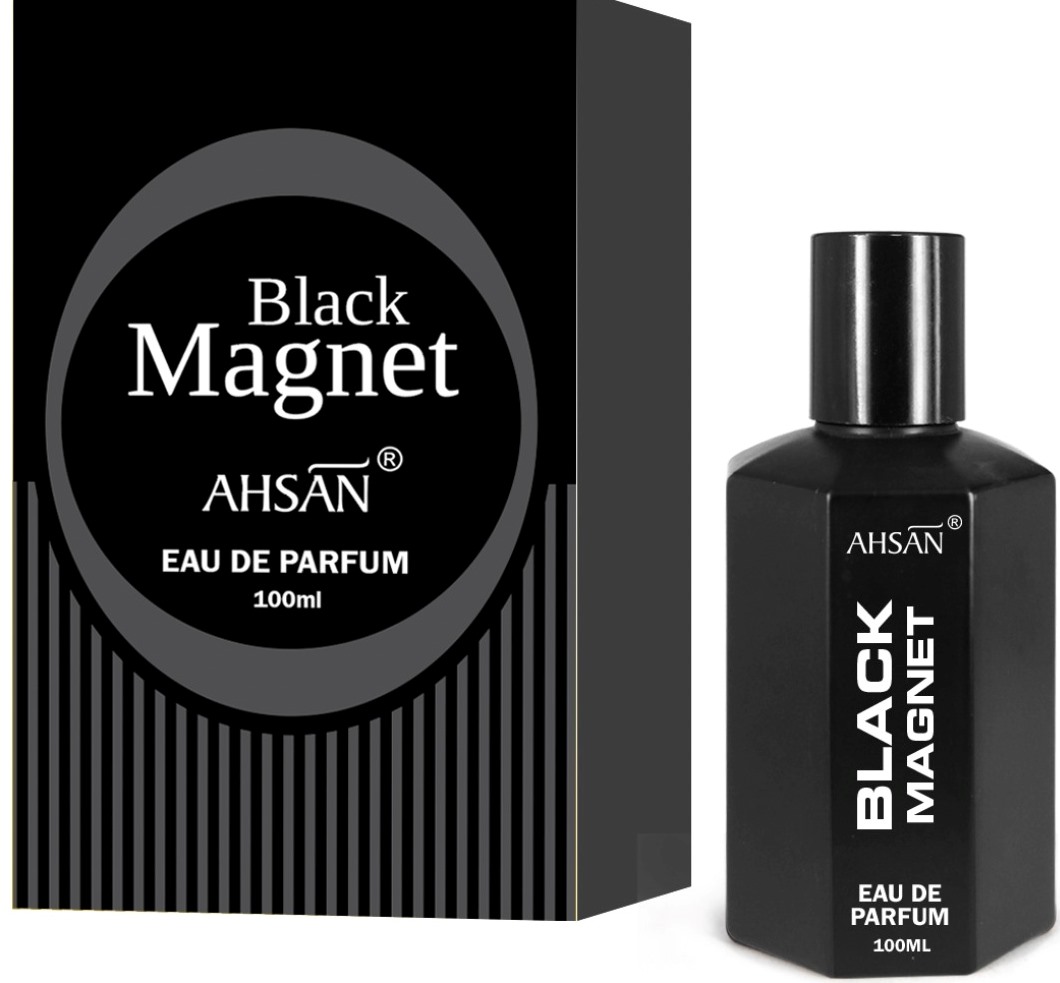 Black
Magnet
AHSAN®
EAU DE PARFUM
100ml
AHSAN®
BLACK
MAGNET
EAU DE
PARFUM
100ML